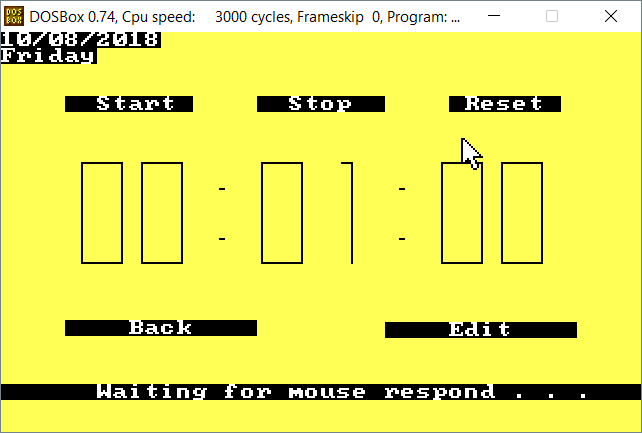 DOSBox 0.74, Cpu speed: 3000 cycles, Frameskip 0, Program: ...
10/08/2018
Friday
Start Stop Reset
00 - 01 - 00
Back Edit
Waiting for mouse respond . . .